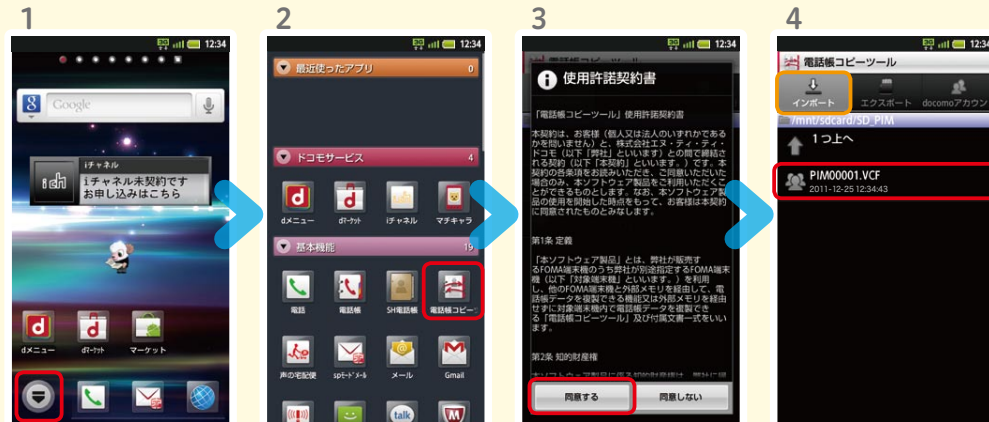 1
2
3
4
12:34
Google
iチャネル
iチャネル未契約です
お申し込みはこちら
dメニュー
dマーケット
マーケット
12:34
最近使ったアプリ
0
ドコモサービス
4
dメニュー
dマーケット
iチャネル
マチキャラ
基本機能
19
電話
電話帳
SH電話帳
電話帳コピーツ
声の宅配便
spモードメール
メール
Gmail
talk
12:34
電話帳コピーツール
使用許諾契約書
「電話帳コピーツール」使用許諾契約書
本契約は、お客様（個人又は法人のいずれかである
かを問いません）と、株式会社エヌ・ティ・ティ・
ドコモ（以下「弊社」といいます）との間で締結さ
れる契約（以下「本契約」といいます。）です。本
契約の各条項をお読みいただき、ご同意いただいた
場合のみ、本ソフトウェア製品をご利用いただくこ
とができるものとします。なお、本ソフトウェア製
品の使用を開始した時点をもって、お客様は本契約
に同意されたものとみなします。
第1条 定義
「本ソフトウェア製品」とは、弊社が販売す
るFOMA端末機のうち弊社が別途指定するFOMA端末
機（以下「対象端末機」といいます。）を利用
し、他のFOMA端末機と外部メモリを経由して、電
話帳データを複製できる機能又は外部メモリを経由
せずに対象端末機内で電話帳データを複製でき
る「電話帳コピーツール」及び付属文書一式をいい
ます。
第2条 知的財産権
同意する
同意しない
12:34
電話帳コピーツール
インポート
エクスポート
docomoアカウン
/mnt/sdcard/SD_PIM
1つ上へ
PIM00001.VCF
2011-12-25 12:34:43